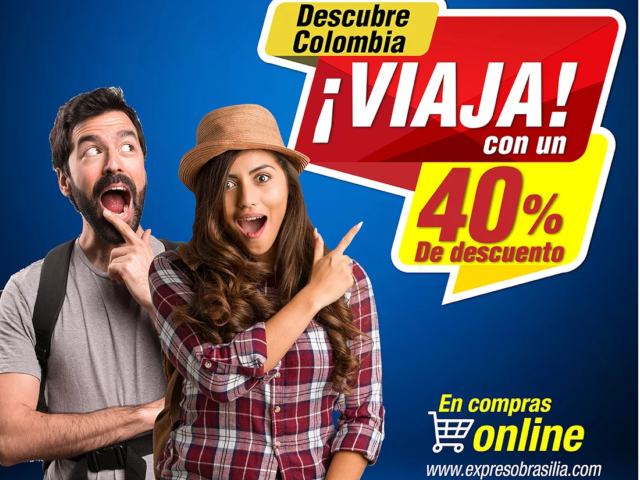 Descubre
Colombia
¡VIAJA!
con un
40%
De descuento
En compras
online
www.expresobrasilia.com